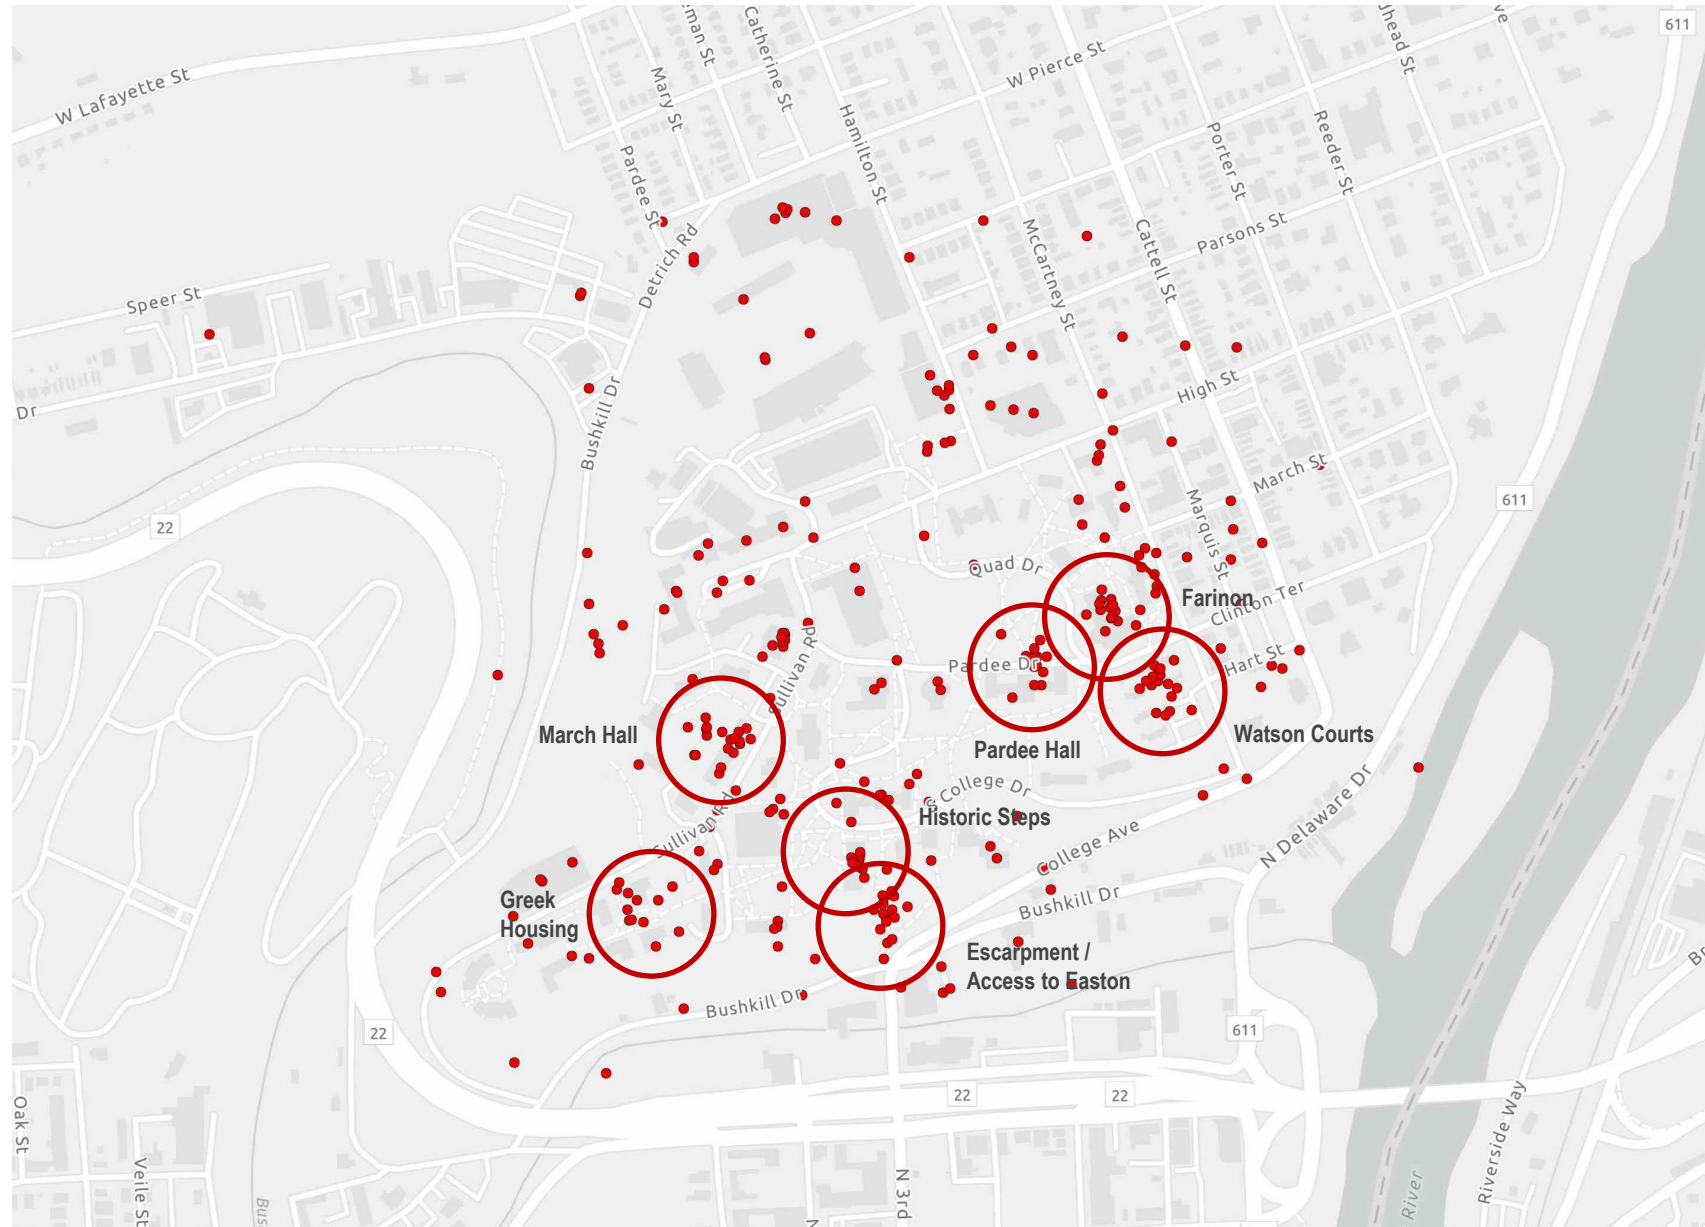 611
Catherine St
W Pierce St
W Lafayette St
Mary St
Hamilton St
Porter St
Reeder St
Pardee St
Parsons St
McCartney St
Cattell St
Detrich Rd
Speer St
High St
Dr
Bushkill Dr
March St
Marquis St
611
22
Quad Dr
Farinon
Clinton Ter
Sullivan Rd
Pardee Dr
Hart St
March Hall
Pardee Hall
Watson Courts
S College Dr
Historic Steps
Sullivan Rd
College Ave
N Delaware Dr
Greek
Housing
Bushkill Dr
Escarpment /
Access to Easton
Bushkill Dr
22
611
22
22
Oak St
Veile St
N 3rd
Riverside Way
River